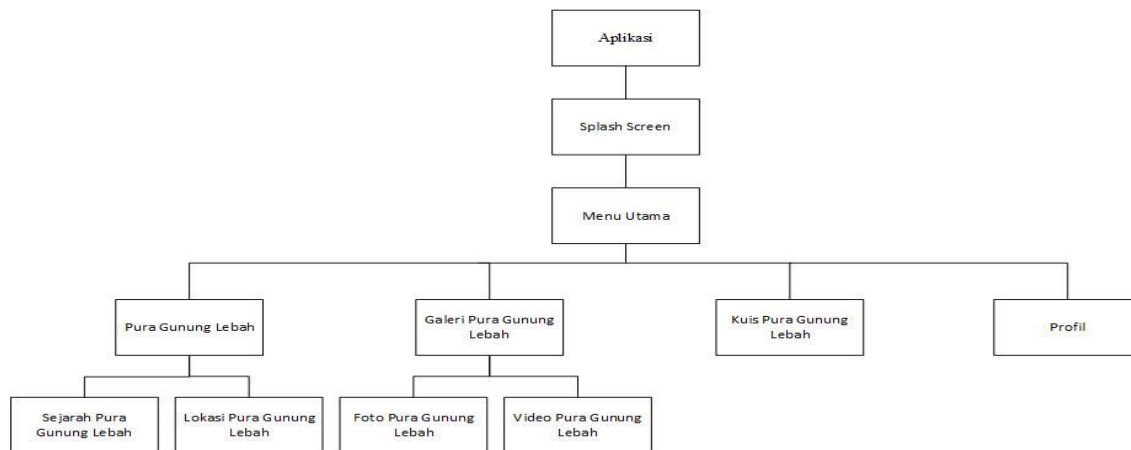 Aplikasi
Splash Screen
Menu Utama
Pura Gunung Lebah
Galeri Pura Gunung
Lebah
Kuis Pura Gunung
Lebah
Profil
Sejarah Pura
Gunung Lebah
Lokasi Pura Gunung
Lebah
Foto Pura Gunung
Lebah
Video Pura Gunung
Lebah